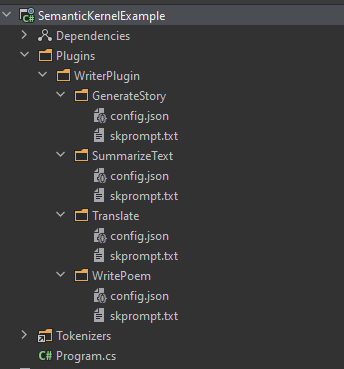 SemanticKernelExample
Dependencies
Plugins
WriterPlugin
GenerateStory
config.json
skprompt.txt
SummarizeText
config.json
skprompt.txt
Translate
config.json
skprompt.txt
WritePoem
config.json
skprompt.txt
Tokenizers
C# Program.cs